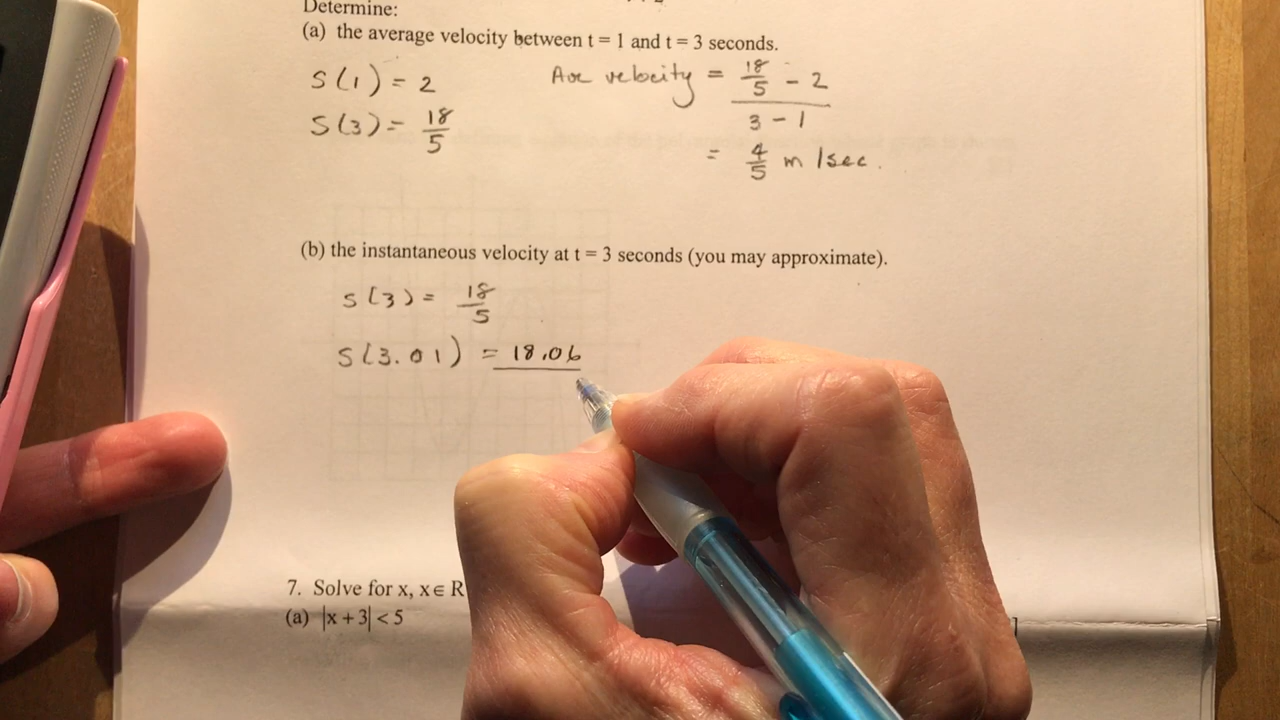 Determine:
(a) the average velocity between t = 1 and t = 3 seconds.
S(1) = 2
S(3) = 18/5
Ave velocity = (18/5 - 2)/(3 - 1)
= 4/5 m/sec.
(b) the instantaneous velocity at t = 3 seconds (you may approximate).
S(3) = 18/5
S(3.01) = 18.06
7. Solve for x, x ∈ R
(a) |x + 3| < 5
]